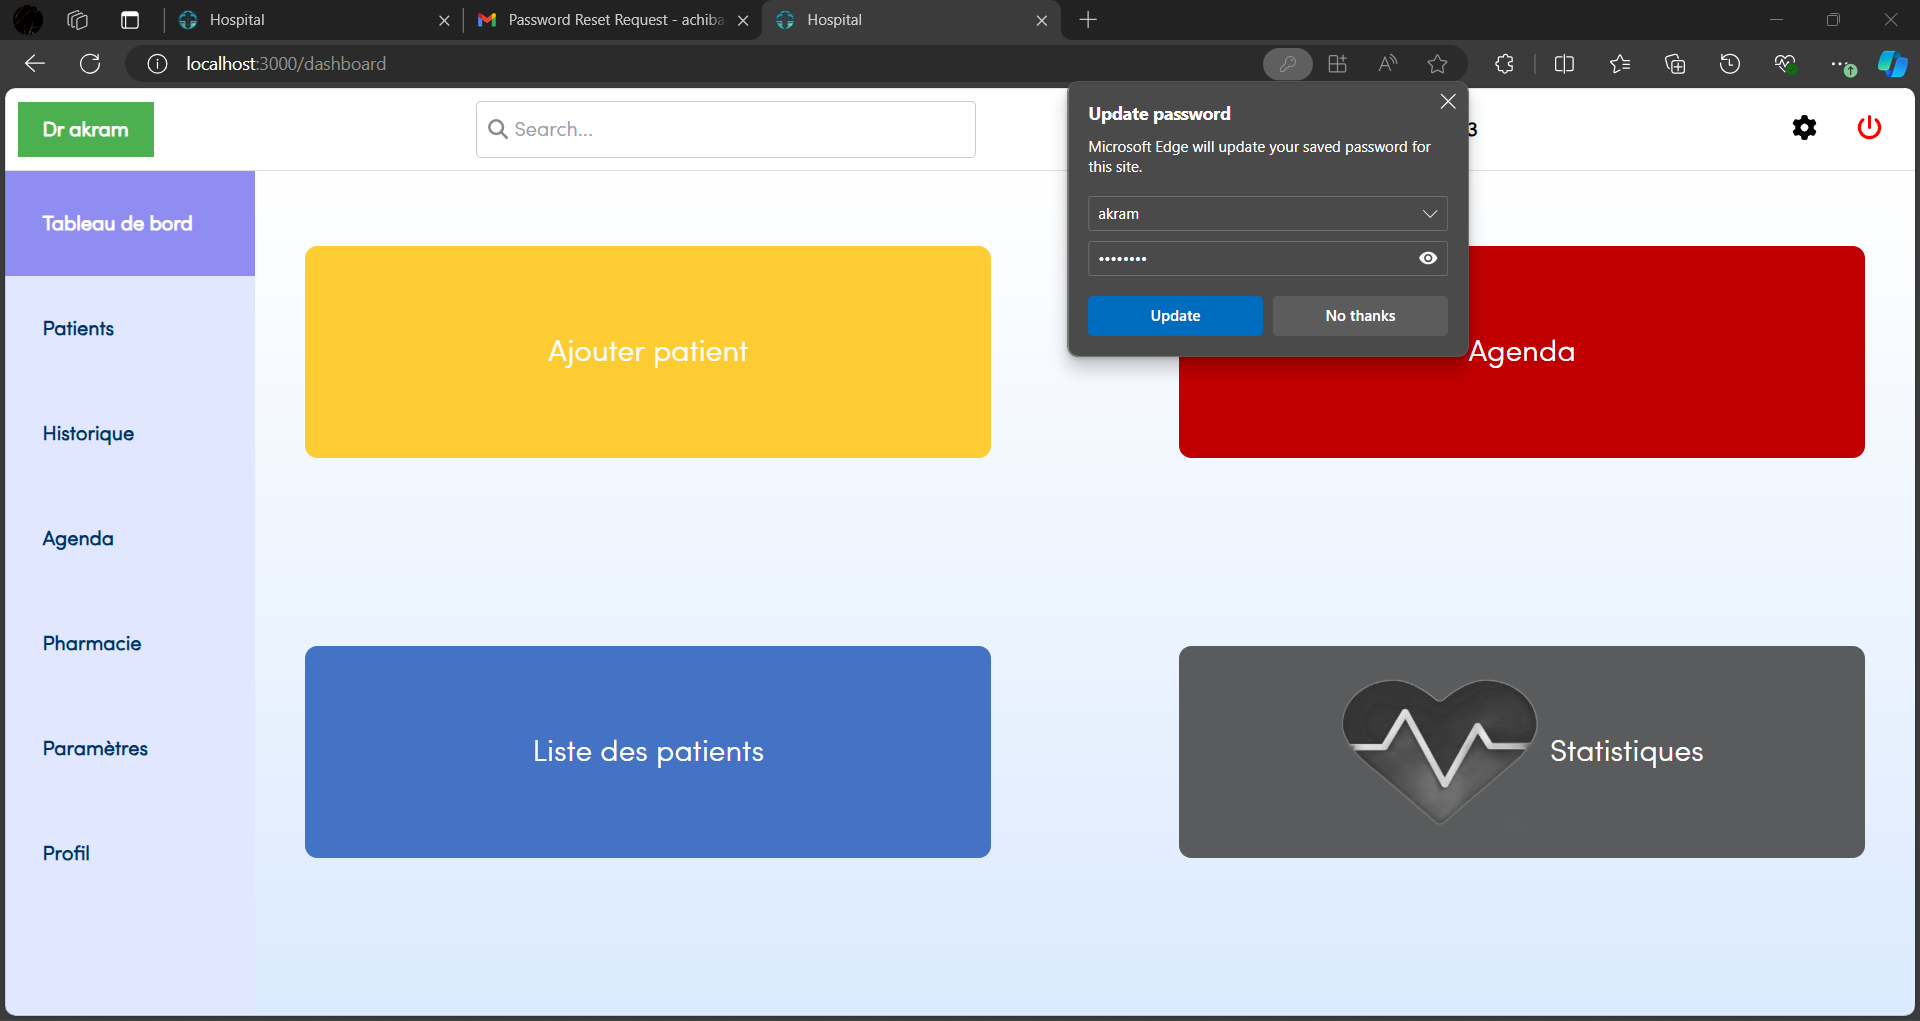 Hospital
Password Reset Request - achiba
Hospital
localhost:3000/dashboard
Dr akram
Search...
3
Update password
Microsoft Edge will update your saved password for
this site.
akram
••••••••
Update
No thanks
Tableau de bord
Patients
Historique
Agenda
Pharmacie
Paramètres
Profil
Ajouter patient
Agenda
Liste des patients
Statistiques